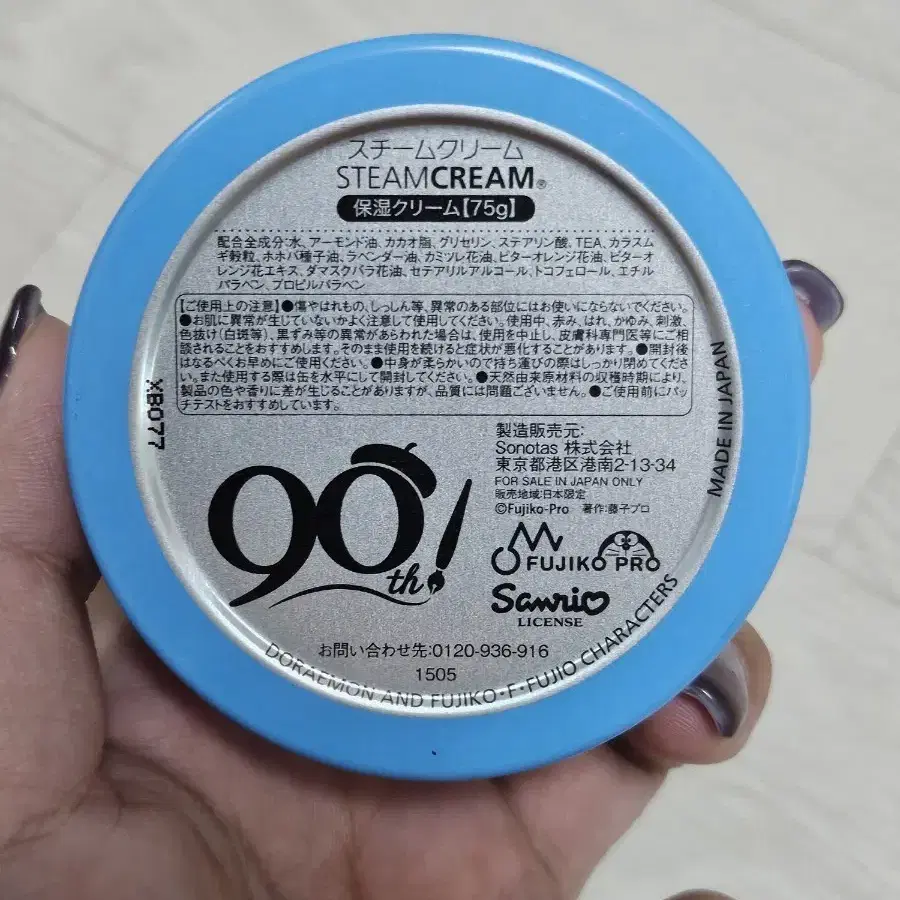 スチームクリーム
STEAMCREAM®
保湿クリーム【75g】
配合全成分:水、アーモンド油、カカオ脂、グリセリン、ステアリン酸、TEA、カラスム
ギ穀粒、ホホバ種子油、ラベンダー油、カミツレ花油、ビターオレンジ花油、ビターオ
レンジ花エキス、ダマスクバラ花油、セテアリルアルコール、トコフェロール、エチル
パラベン、プロピルパラベン
【ご使用上の注意】●傷やはれもの、しっしん等、異常のある部位にはお使いにならないでください。
●お肌に異常が生じていないかよく注意して使用してください。使用中、赤み、はれ、かゆみ、刺激、
色抜け(白斑等)、黒ずみ等の異常があらわれた場合は、使用を中止し、皮膚科専門医等にご相
談されることをおすすめします。そのまま使用を続けると症状が悪化することがあります。●開封後
はなるべくお早めにご使用ください。●中身が柔らかいので持ち運びの際はしっかり閉めてくださ
い。また使用する際は缶を水平にして開封してください。●天然由来原材料の収穫時期により、
製品の色や香りに差が生じることがありますが、品質には問題ございません。●ご使用前にパッ
チテストをおすすめしています。
XB077
MADE IN JAPAN
90th!
製造販売元:
Sonotas 株式会社
東京都港区港南2-13-34
FOR SALE IN JAPAN ONLY
販売地域:日本限定
©Fujiko-Pro 著作:藤子プロ
FUJIKO PRO
Sanrio
LICENSE
お問い合わせ先:0120-936-916
1505
DORAEMON AND FUJIKO・F・FUJIO CHARACTERS